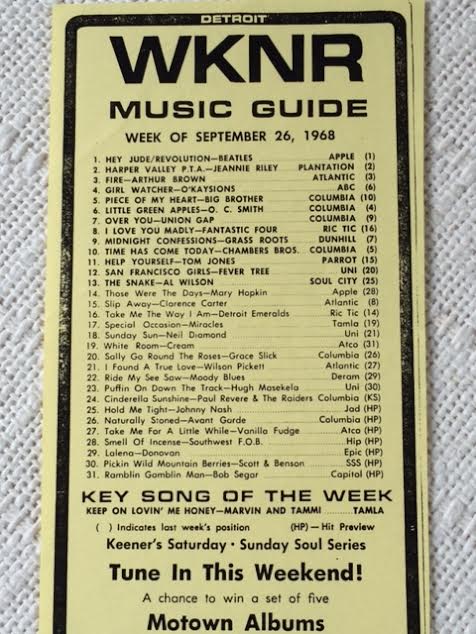 DETROIT
WKNR
MUSIC GUIDE
WEEK OF SEPTEMBER 26, 1968
1. HEY JUDE/REVOLUTION—BEATLES APPLE (1)
2. HARPER VALLEY P.T.A.—JEANNIE RILEY PLANTATION (2)
3. FIRE—ARTHUR BROWN ATLANTIC (3)
4. GIRL WATCHER—O'KAYSIONS ABC (6)
5. PIECE OF MY HEART—BIG BROTHER COLUMBIA (10)
6. LITTLE GREEN APPLES—O. C. SMITH COLUMBIA (4)
7. OVER YOU—UNION GAP COLUMBIA (9)
8. I LOVE YOU MADLY—FANTASTIC FOUR RIC TIC (16)
9. MIDNIGHT CONFESSIONS—GRASS ROOTS DUNHILL (7)
10. TIME HAS COME TODAY—CHAMBERS BROS. COLUMBIA (5)
11. HELP YOURSELF—TOM JONES PARROT (15)
12. SAN FRANCISCO GIRLS—FEVER TREE UNI (20)
13. THE SNAKE—AL WILSON SOUL CITY (25)
14. Those Were The Days—Mary Hopkin Apple (28)
15. Slip Away—Clarence Carter Atlantic (8)
16. Take Me The Way I Am—Detroit Emeralds Ric Tic (14)
17. Special Occasion—Miracles Tamla (19)
18. Sunday Sun—Neil Diamond Uni (21)
19. White Room—Cream Atco (31)
20. Sally Go Round The Roses—Grace Slick Columbia (26)
21. I Found A True Love—Wilson Pickett Atlantic (27)
22. Ride My See Saw—Moody Blues Deram (29)
23. Puffin On Down The Track—Hugh Masekela Uni (30)
24. Cinderella Sunshine—Paul Revere & The Raiders Columbia (KS)
25. Hold Me Tight—Johnny Nash Jad (HP)
26. Naturally Stoned—Avant Gorde Columbia (HP)
27. Take Me For A Little While—Vanilla Fudge Atco (HP)
28. Smell Of Incense—Southwest F.O.B. Hip (HP)
29. Lalena—Donovan Epic (HP)
30. Pickin Wild Mountain Berries—Scott & Benson SSS (HP)
31. Ramblin Gamblin Man—Bob Segar Capitol (HP)
KEY SONG OF THE WEEK
KEEP ON LOVIN' ME HONEY—MARVIN AND TAMMI TAMLA
( ) Indicates last week's position (HP) — Hit Preview
Keener's Saturday • Sunday Soul Series
Tune In This Weekend!
A chance to win a set of five
Motown Albums